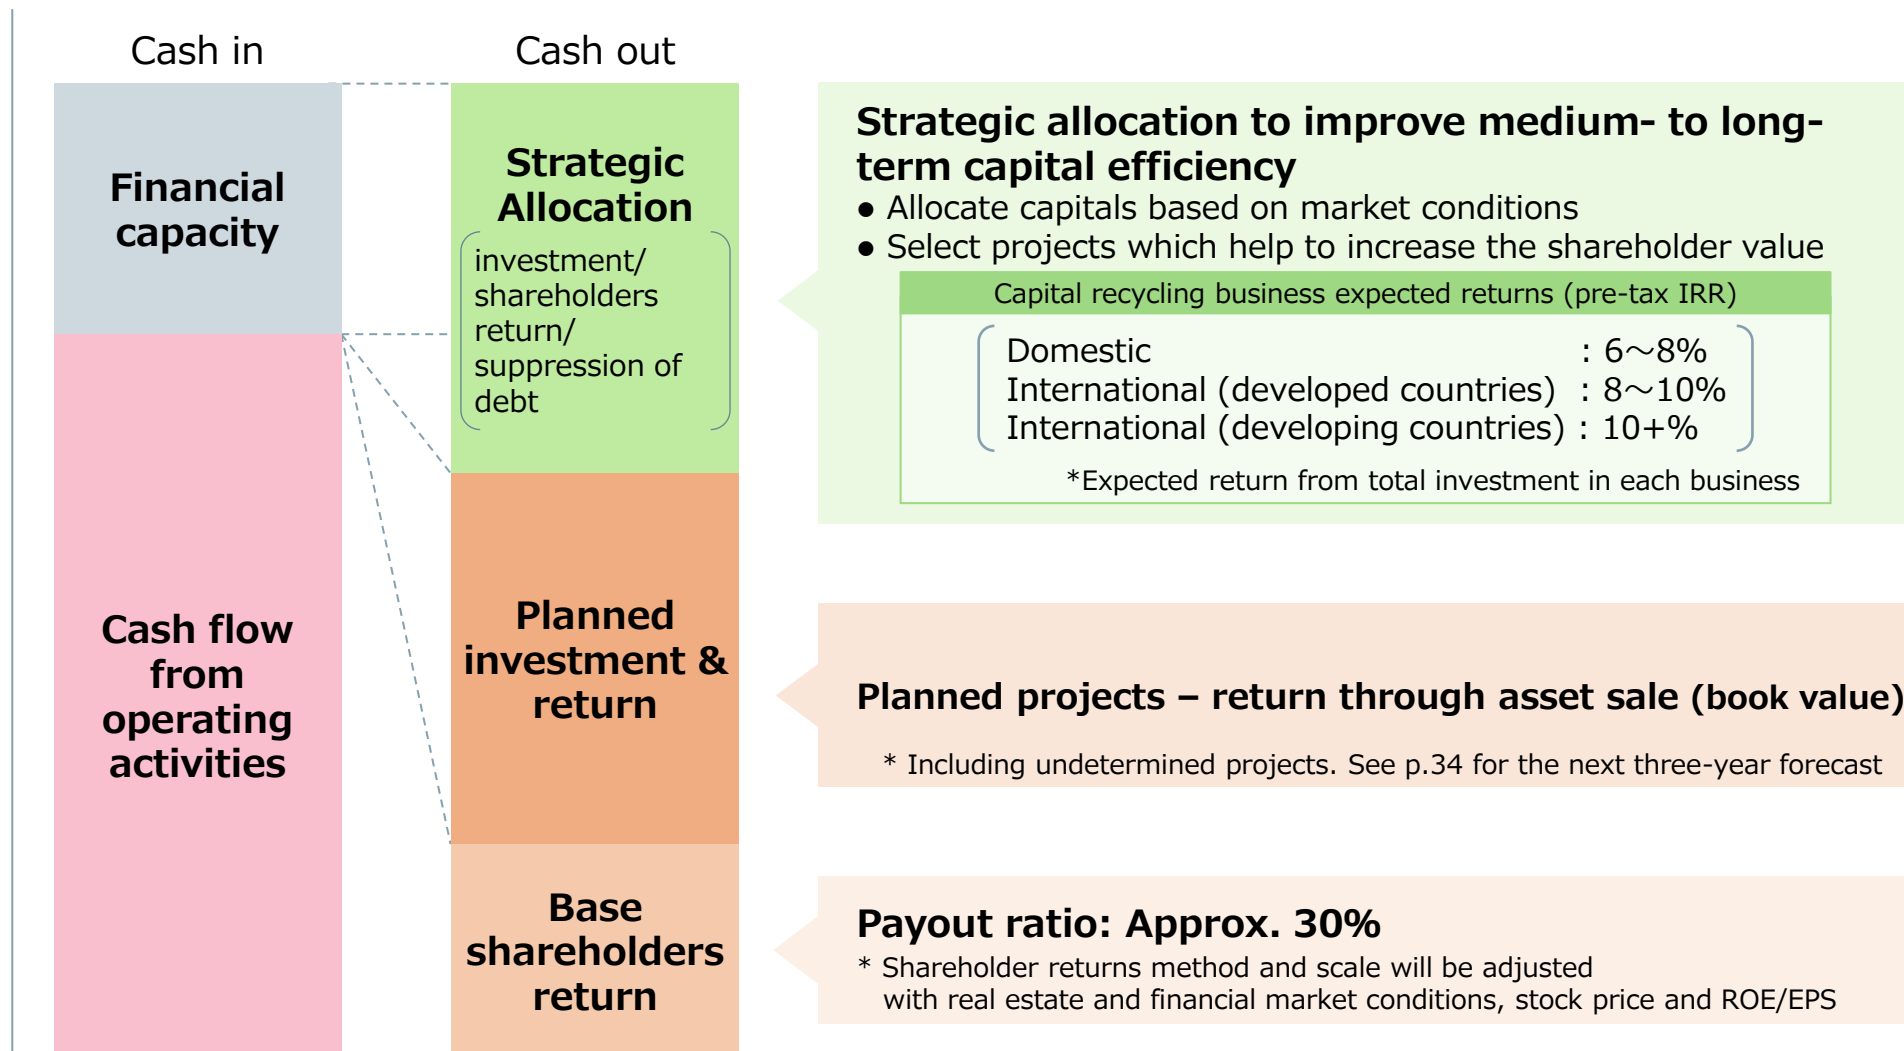 Cash in
Cash out
Financial
capacity
Cash flow
from
operating
activities
Strategic
Allocation
investment/
shareholders
return/
suppression of
debt
Planned
investment &
return
Base
shareholders
return
Strategic allocation to improve medium- to long-
term capital efficiency
● Allocate capitals based on market conditions
● Select projects which help to increase the shareholder value
Capital recycling business expected returns (pre-tax IRR)
Domestic : 6～8%
International (developed countries) : 8～10%
International (developing countries) : 10+%
*Expected return from total investment in each business
Planned projects – return through asset sale (book value)
* Including undetermined projects. See p.34 for the next three-year forecast
Payout ratio: Approx. 30%
* Shareholder returns method and scale will be adjusted
with real estate and financial market conditions, stock price and ROE/EPS